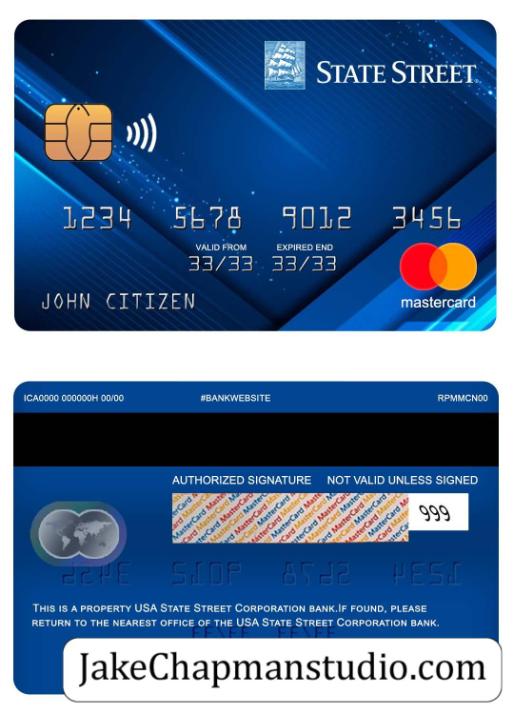 STATE STREET
1234 5678 9012 3456
VALID FROM EXPIRED END
33/33 33/33
JOHN CITIZEN
mastercard
ICA0000 000000H 00/00 #BANKWEBSITE RPMMCN00
AUTHORIZED SIGNATURE NOT VALID UNLESS SIGNED
999
THIS IS A PROPERTY USA STATE STREET CORPORATION BANK.IF FOUND, PLEASE
RETURN TO THE NEAREST OFFICE OF THE USA STATE STREET CORPORATION BANK.
JakeChapmanstudio.com